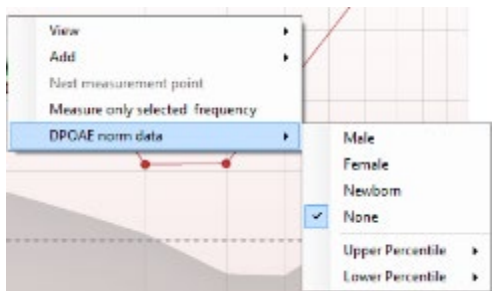 View
Add
Next measurement point
Measure only selected frequency
DPOAE norm data
Male
Female
Newborn
None
Upper Percentile
Lower Percentile